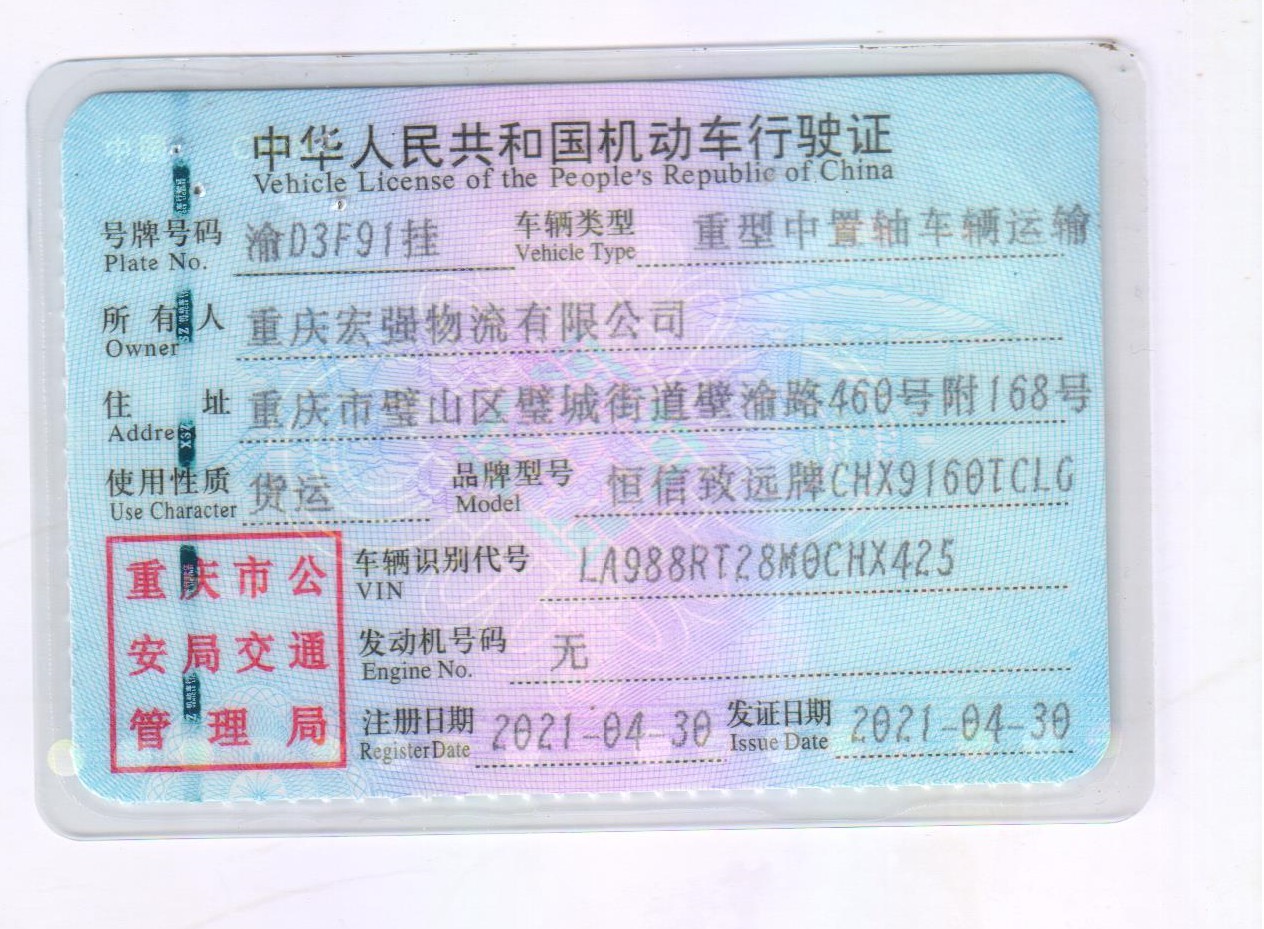 中华人民共和国机动车行驶证
Vehicle License of the People's Republic of China
号牌号码 渝D3F91挂 车辆类型 重型中置轴车辆运输
Plate No. Vehicle Type
所有人 重庆宏强物流有限公司
Owner
住址 重庆市璧山区璧城街道璧渝路460号附168号
Addre
使用性质 货运 品牌型号 恒信致远牌CHX9160TCLG
Use Character Model
车辆识别代号 LA988RT28M0CHX425
VIN
发动机号码 无
Engine No.
注册日期 2021-04-30 发证日期 2021-04-30
Register Date Issue Date
重庆市公
安局交通
管理局